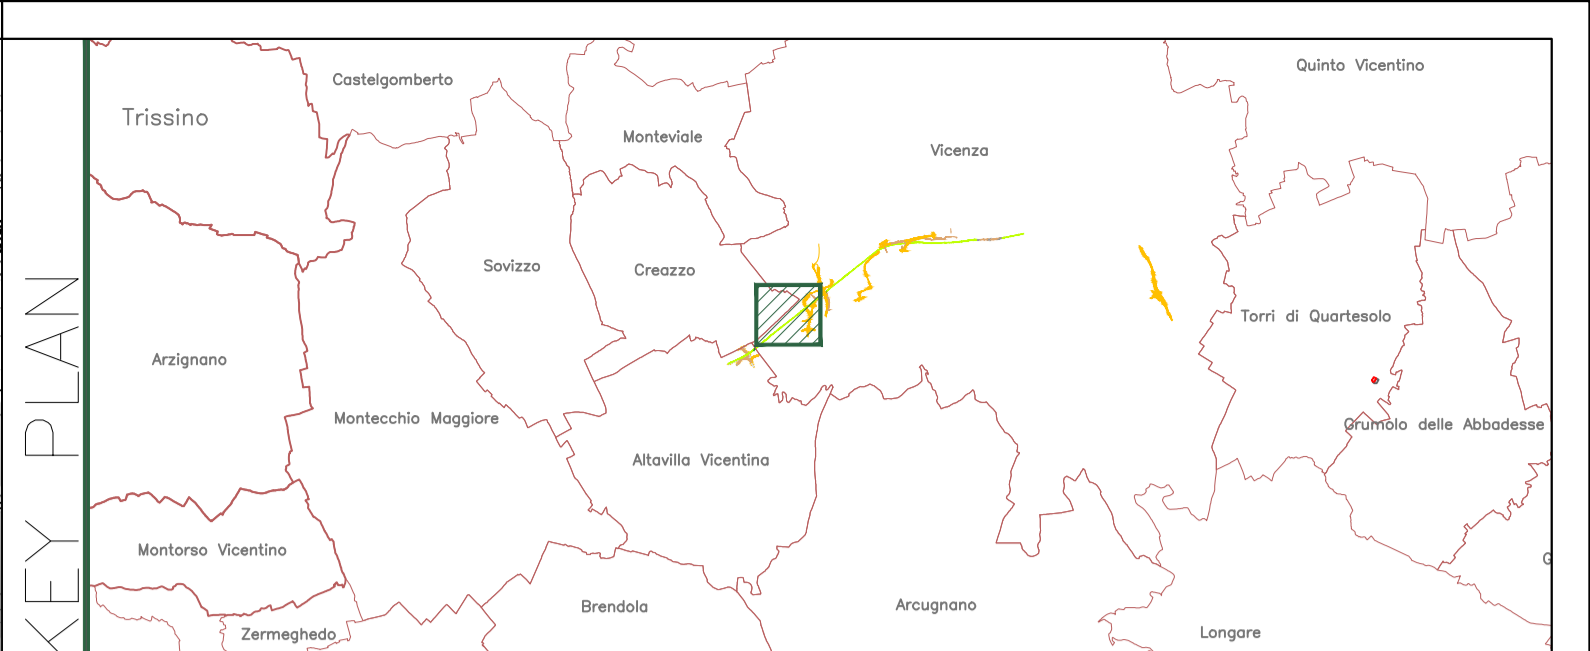 KEY PLAN
Quinto Vicentino
Castelgomberto
Trissino
Monteviale
Vicenza
Sovizzo
Creazzo
Torri di Quartesolo
Arzignano
Montecchio Maggiore
Grumolo delle Abbadesse
Altavilla Vicentina
Montorso Vicentino
G
Brendola
Arcugnano
Zermeghedo
Longare